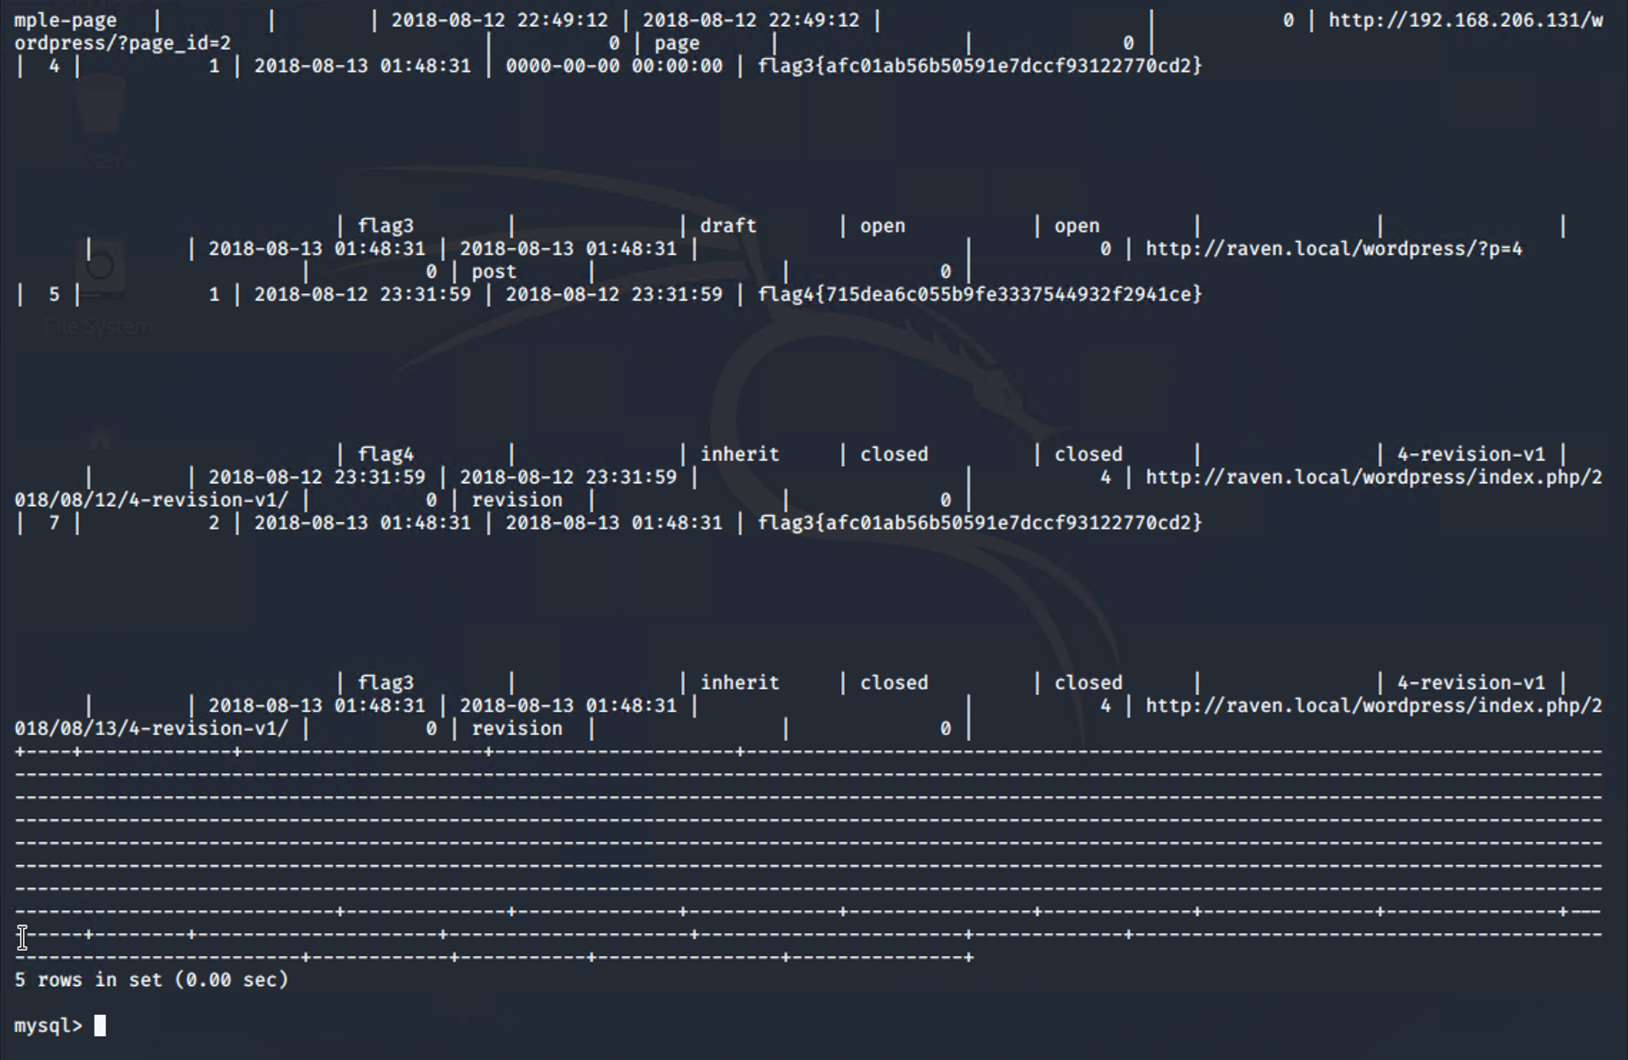 mple-page | | | 2018-08-12 22:49:12 | 2018-08-12 22:49:12 | | 0 | http://192.168.206.131/w
ordpress/?page_id=2 | 0 | page | | 0 |
| 4 | 1 | 2018-08-13 01:48:31 | 0000-00-00 00:00:00 | flag3{afc01ab56b50591e7dccf93122770cd2}
| flag3 | | draft | open | open | | |
| | 2018-08-13 01:48:31 | 2018-08-13 01:48:31 | | 0 | http://raven.local/wordpress/?p=4
| 0 | post | | 0 |
| 5 | 1 | 2018-08-12 23:31:59 | 2018-08-12 23:31:59 | flag4{715dea6c055b9fe3337544932f2941ce}
File System
| flag4 | | inherit | closed | closed | | 4-revision-v1 |
| | 2018-08-12 23:31:59 | 2018-08-12 23:31:59 | | 4 | http://raven.local/wordpress/index.php/2
018/08/12/4-revision-v1/ | 0 | revision | | 0 |
| 7 | 2 | 2018-08-13 01:48:31 | 2018-08-13 01:48:31 | flag3{afc01ab56b50591e7dccf93122770cd2}
| flag3 | | inherit | closed | closed | | 4-revision-v1 |
| | 2018-08-13 01:48:31 | 2018-08-13 01:48:31 | | 4 | http://raven.local/wordpress/index.php/2
018/08/13/4-revision-v1/ | 0 | revision | | 0 |
5 rows in set (0.00 sec)
mysql>